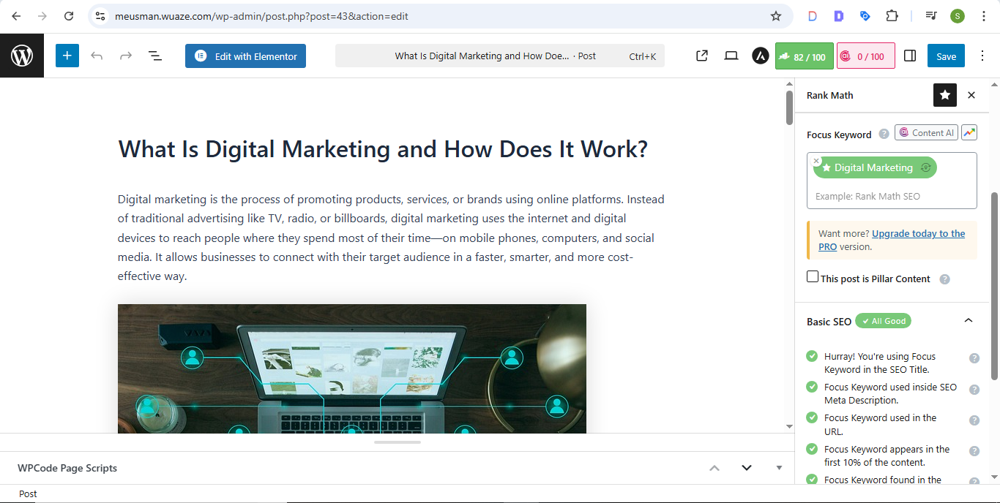 meusman.wuaze.com/wp-admin/post.php?post=43&action=edit
S
Edit with Elementor
What Is Digital Marketing and How Doe... · Post
Ctrl+K
82 / 100
0 / 100
Save
What Is Digital Marketing and How Does It Work?
Digital marketing is the process of promoting products, services, or brands using online platforms. Instead
of traditional advertising like TV, radio, or billboards, digital marketing uses the internet and digital
devices to reach people where they spend most of their time—on mobile phones, computers, and social
media. It allows businesses to connect with their target audience in a faster, smarter, and more cost-
effective way.
WPCode Page Scripts
Post
Rank Math
Focus Keyword ?
Content AI
Digital Marketing
Example: Rank Math SEO
Want more? Upgrade today to the
PRO version.
This post is Pillar Content ?
Basic SEO
All Good
Hurray! You're using Focus
Keyword in the SEO Title.
?
Focus Keyword used inside SEO
Meta Description.
?
Focus Keyword used in the
URL.
?
Focus Keyword appears in the
first 10% of the content.
?
Focus Keyword found in the
?